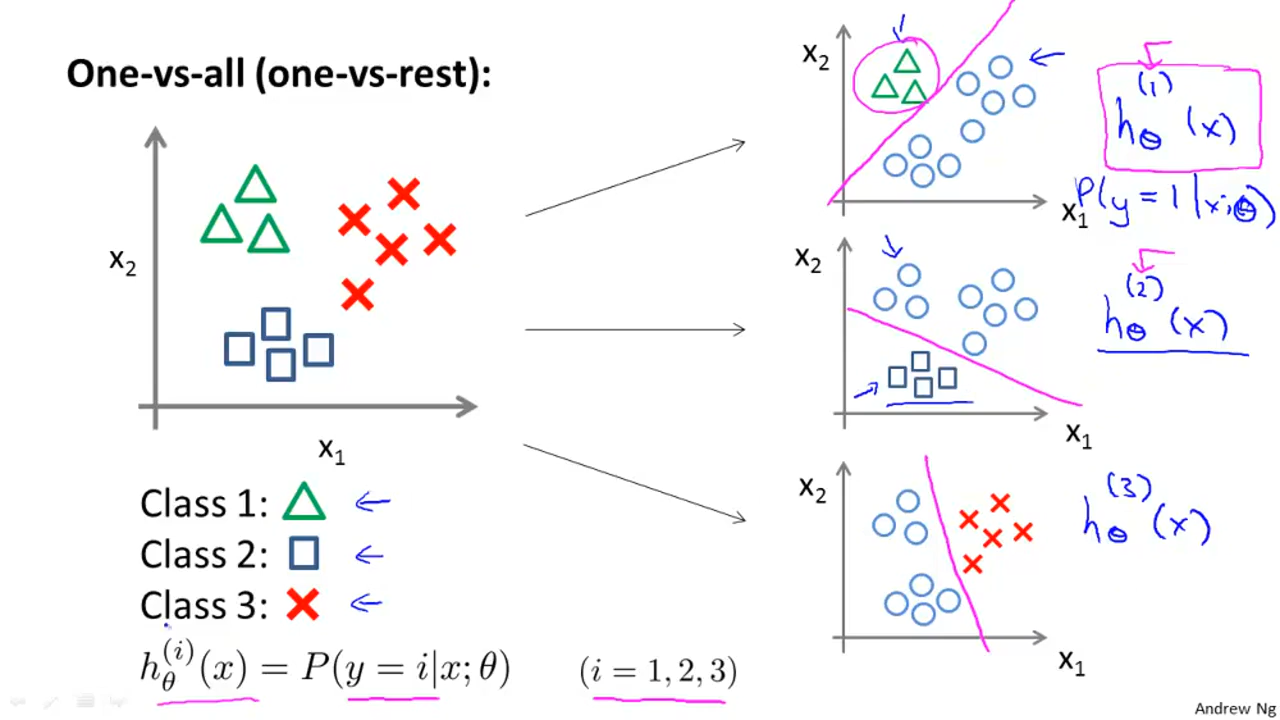 One-vs-all (one-vs-rest):
x₂
x₁
Class 1:
Class 2:
Class 3:
h_θ^(i)(x) = P(y = i|x; θ) (i = 1, 2, 3)
x₂
x₁
h_θ^(1)(x)
P(y = 1 | x; θ)
x₂
x₁
h_θ^(2)(x)
x₂
x₁
h_θ^(3)(x)
Andrew Ng